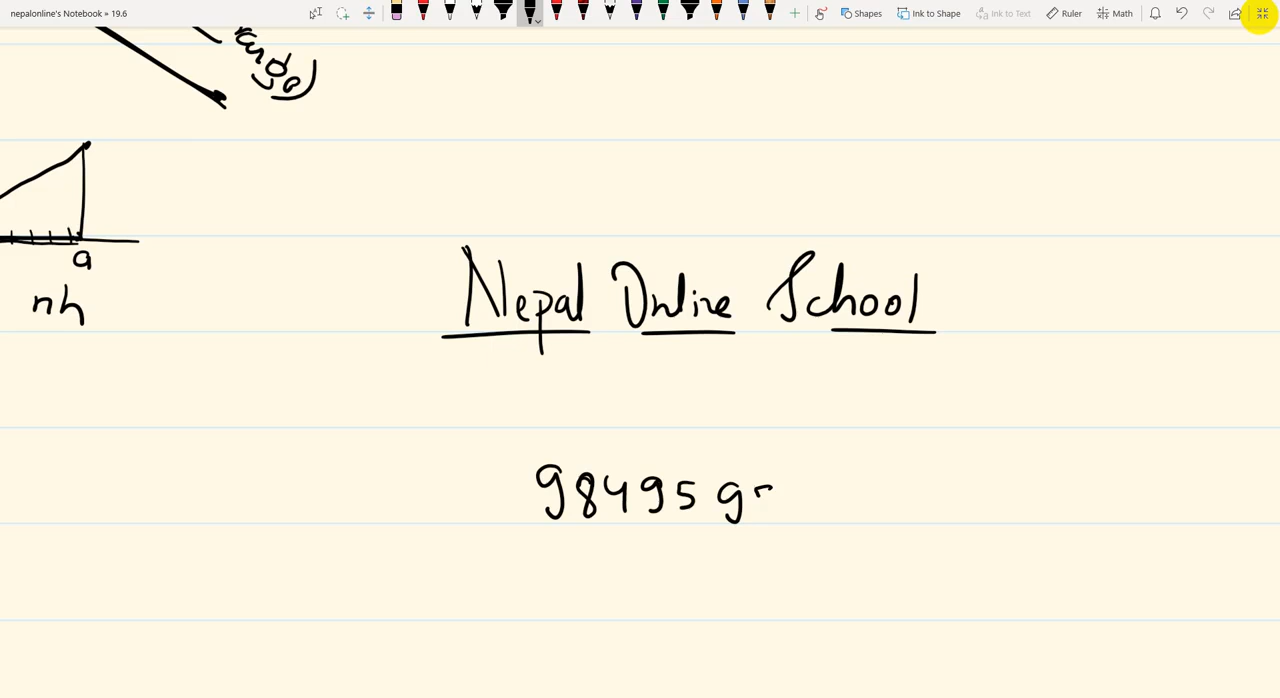 nepalonline's Notebook » 19.6
Shapes
Ink to Shape
Ink to Text
Ruler
Math
a
nh
Nepal Online School
98495 9